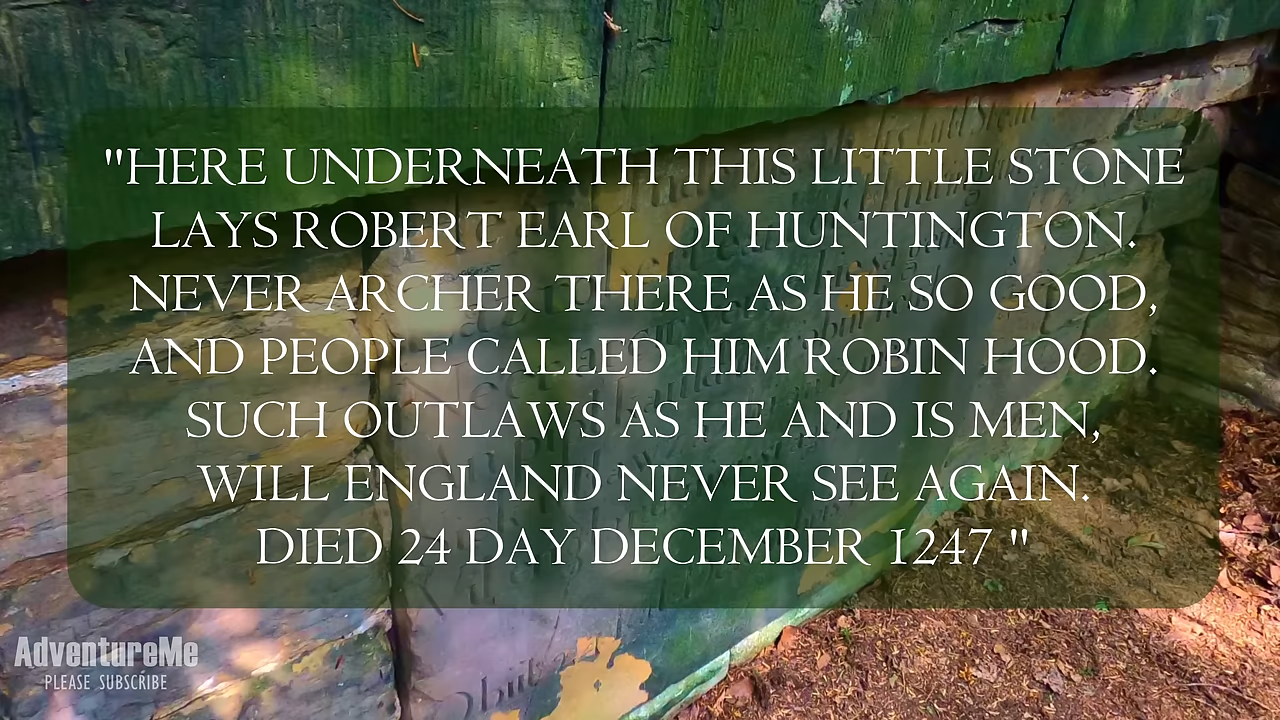 "HERE UNDERNEATH THIS LITTLE STONE
LAYS ROBERT EARL OF HUNTINGTON.
NEVER ARCHER THERE AS HE SO GOOD,
AND PEOPLE CALLED HIM ROBIN HOOD.
SUCH OUTLAWS AS HE AND IS MEN,
WILL ENGLAND NEVER SEE AGAIN.
DIED 24 DAY DECEMBER 1247 "
AdventureMe
PLEASE SUBSCRIBE